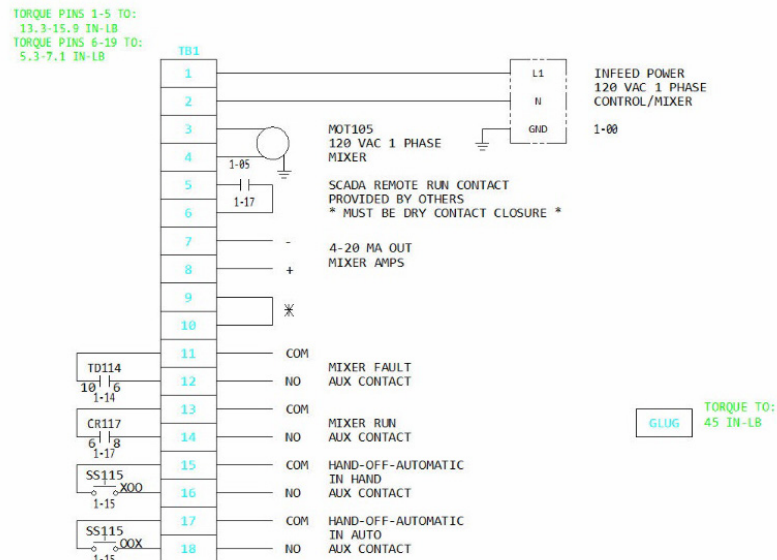 TORQUE PINS 1-5 TO:
13.3-15.9 IN-LB
TORQUE PINS 6-19 TO:
5.3-7.1 IN-LB
TB1
1
L1
INFEED POWER
120 VAC 1 PHASE
2
N
CONTROL/MIXER
3
MOT105
GND
1-00
120 VAC 1 PHASE
4
MIXER
1-05
5
SCADA REMOTE RUN CONTACT
1-17
PROVIDED BY OTHERS
6
* MUST BE DRY CONTACT CLOSURE *
7
-
4-20 MA OUT
8
+
MIXER AMPS
9
10
11
COM
TD114
MIXER FAULT
10 6
12
NO
AUX CONTACT
1-14
13
COM
CR117
MIXER RUN
6 8
14
NO
AUX CONTACT
1-17
GLUG
TORQUE TO:
45 IN-LB
15
COM
HAND-OFF-AUTOMATIC
SS115
IN HAND
XOO
16
NO
AUX CONTACT
1-15
17
COM
HAND-OFF-AUTOMATIC
SS115
IN AUTO
OOX
18
NO
AUX CONTACT
1-15